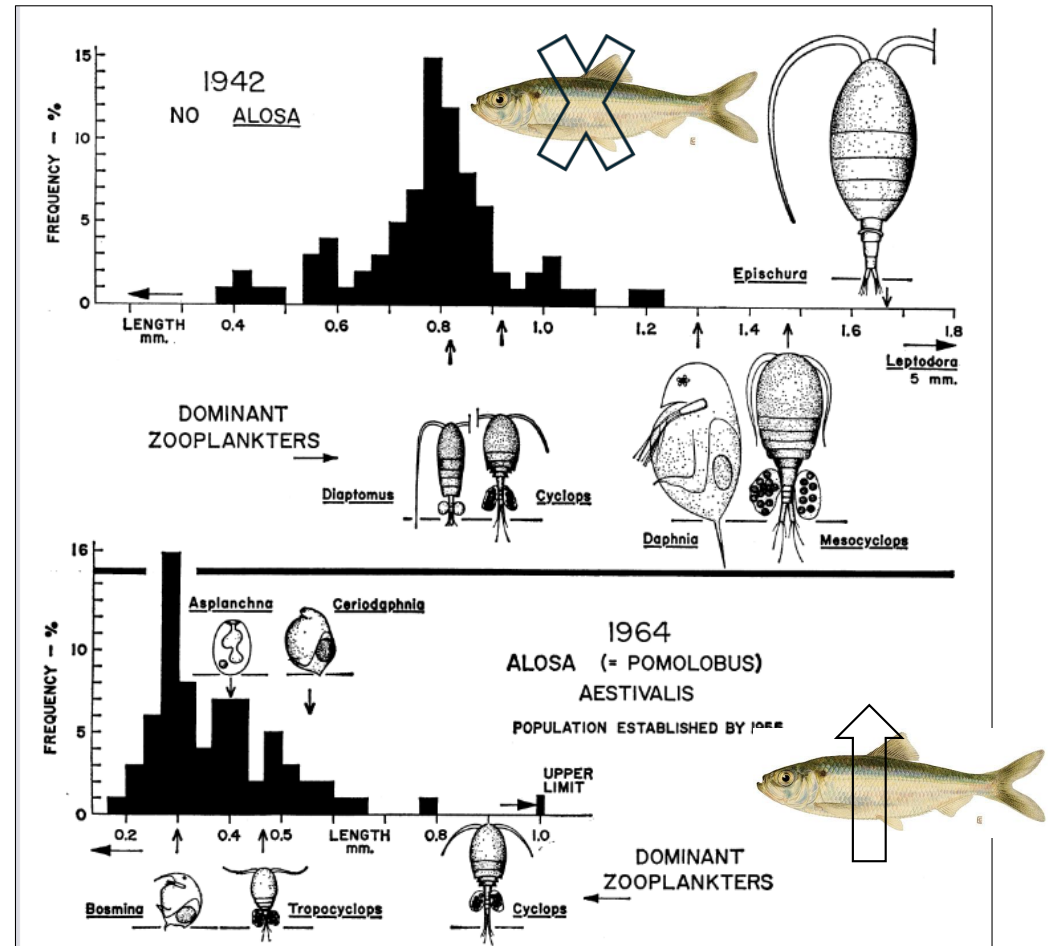 1942
NO ALOSA
FREQUENCY – %
15
10
5
0
LENGTH
mm.
0.4
0.6
0.8
1.0
1.2
1.4
1.6
1.8
Epischura
Leptodora
5 mm.
DOMINANT
ZOOPLANKTERS
Diaptomus
Cyclops
Daphnia
Mesocyclops
FREQUENCY – %
16
10
5
0
Asplanchna
Ceriodaphnia
1964
ALOSA (= POMOLOBUS)
AESTIVALIS
POPULATION ESTABLISHED BY
UPPER
LIMIT
0.2
0.4
0.5
LENGTH
mm.
0.8
1.0
Bosmina
Tropocyclops
Cyclops
DOMINANT
ZOOPLANKTERS